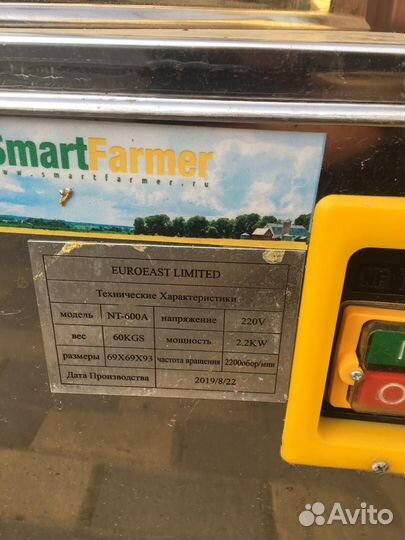 SmartFarmer
www.smartfarmer.ru
EUROEAST LIMITED
Технические Характеристики
модель NT-600A напряжение 220V
вес 60KGS мощность 2.2KW
размеры 69X69X93 частота вращения 2200обор/мин
Дата Производства 2019/8/22
I
O
Avito